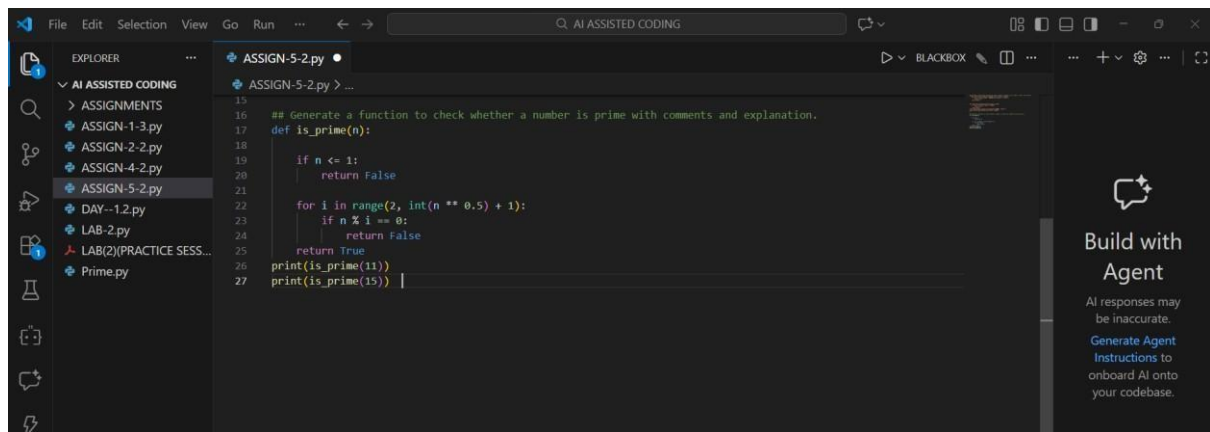 File Edit Selection View Go Run ... AI ASSISTED CODING
EXPLORER ...
AI ASSISTED CODING
ASSIGNMENTS
ASSIGN-1-3.py
ASSIGN-2-2.py
ASSIGN-4-2.py
ASSIGN-5-2.py
DAY--1.2.py
LAB-2.py
LAB(2)(PRACTICE SESS...
Prime.py
ASSIGN-5-2.py
BLACKBOX
ASSIGN-5-2.py > ...
15
16 ## Generate a function to check whether a number is prime with comments and explanation.
17 def is_prime(n):
18
19     if n <= 1:
20         return False
21
22     for i in range(2, int(n ** 0.5) + 1):
23         if n % i == 0:
24             return False
25     return True
26 print(is_prime(11))
27 print(is_prime(15))
Build with
Agent
AI responses may
be inaccurate.
Generate Agent
Instructions to
onboard AI onto
your codebase.
1
1